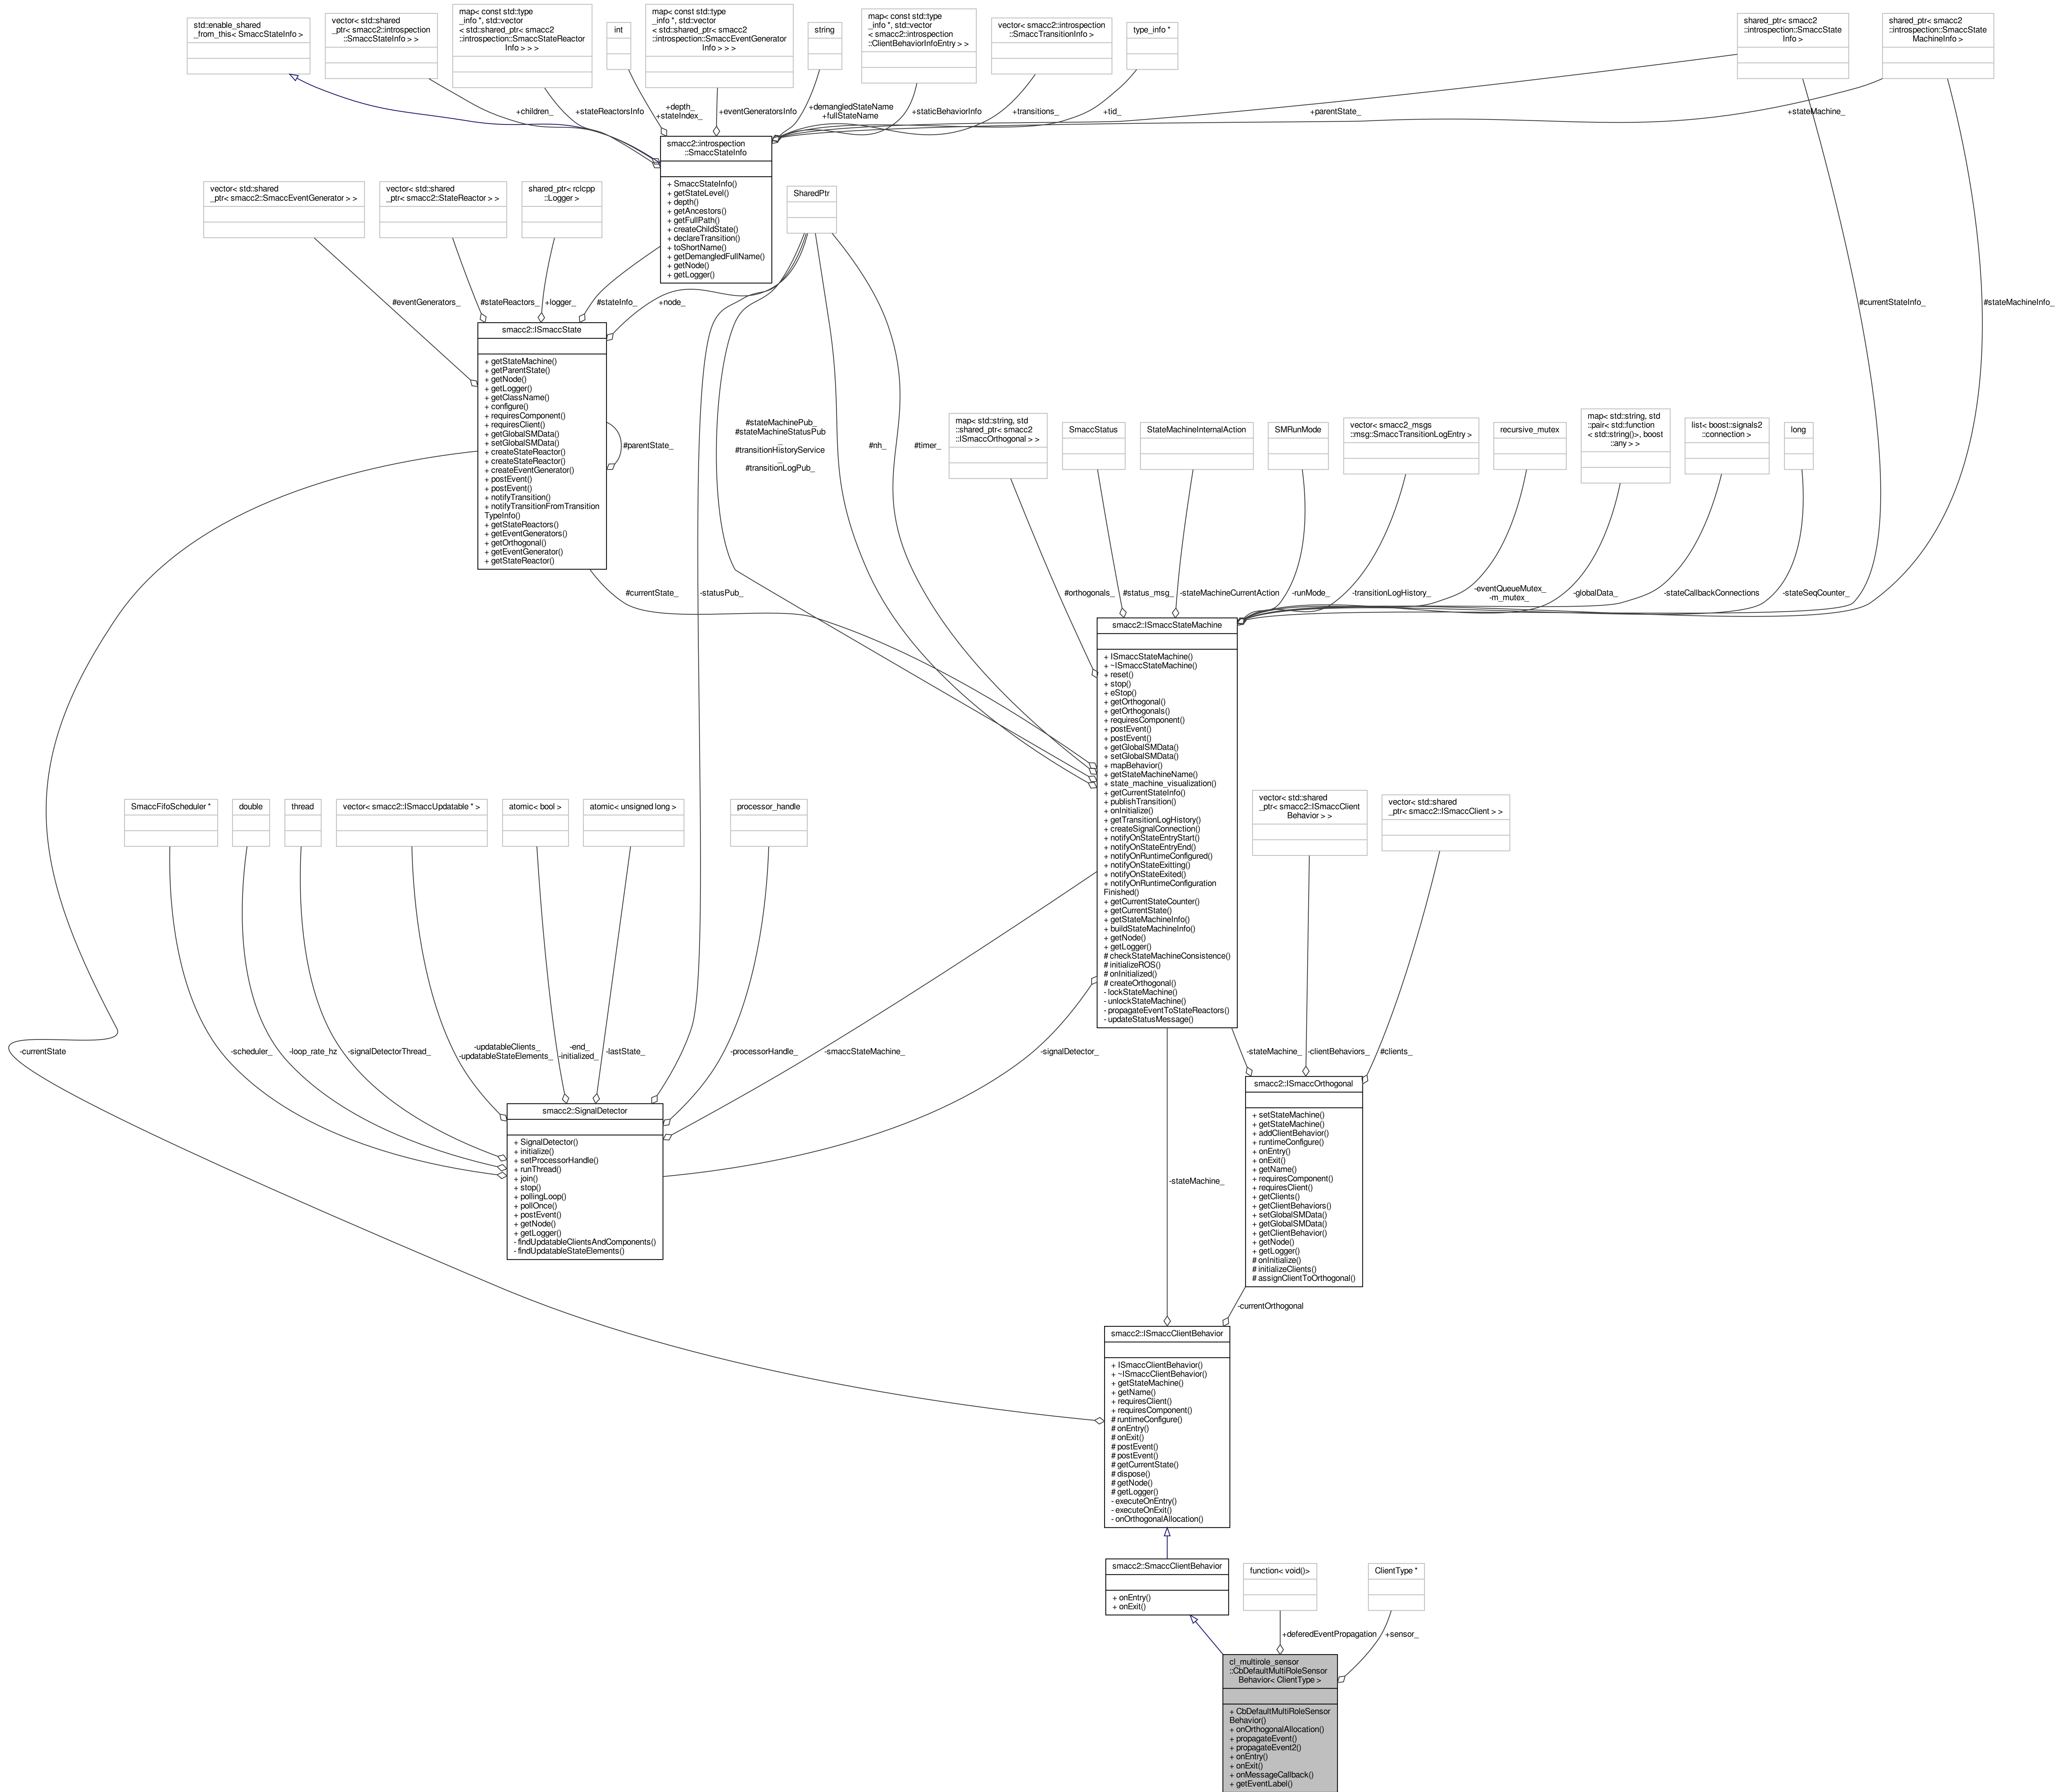 std::enable_shared
_from_this< SmaccStateInfo >
vector< std::shared
_ptr< smacc2::introspection
::SmaccStateInfo > >
map< const std::type
_info *, std::vector
< std::shared_ptr< smacc2
::introspection::SmaccStateReactor
Info > > >
int
map< const std::type
_info *, std::vector
< std::shared_ptr< smacc2
::introspection::SmaccEventGenerator
Info > > >
string
map< const std::type
_info *, std::vector
< smacc2::introspection
::ClientBehaviorInfoEntry > >
vector< smacc2::introspection
::SmaccTransitionInfo >
type_info *
shared_ptr< smacc2
::introspection::SmaccState
Info >
shared_ptr< smacc2
::introspection::SmaccState
MachineInfo >
+children_
+stateReactorsInfo
+depth_
+stateIndex_
+eventGeneratorsInfo
+demangledStateName
+fullStateName
+staticBehaviorInfo
+transitions_
+tid_
+parentState_
+stateMachine_
smacc2::introspection
::SmaccStateInfo
+ SmaccStateInfo()
+ getStateLevel()
+ depth()
+ getAncestors()
+ getFullPath()
+ createChildState()
+ declareTransition()
+ toShortName()
+ getDemangledFullName()
+ getNode()
+ getLogger()
vector< std::shared
_ptr< smacc2::SmaccEventGenerator > >
vector< std::shared
_ptr< smacc2::StateReactor > >
shared_ptr< rclcpp
::Logger >
SharedPtr
#eventGenerators_
#stateReactors_
+logger_
#stateInfo_
+node_
#currentStateInfo_
#stateMachineInfo_
smacc2::ISmaccState
+ getStateMachine()
+ getParentState()
+ getNode()
+ getLogger()
+ getClassName()
+ configure()
+ requiresComponent()
+ requiresClient()
+ getGlobalSMData()
+ setGlobalSMData()
+ createStateReactor()
+ createStateReactor()
+ createEventGenerator()
+ postEvent()
+ postEvent()
+ notifyTransition()
+ notifyTransitionFromTransition
TypeInfo()
+ getStateReactors()
+ getEventGenerators()
+ getOrthogonal()
+ getEventGenerator()
+ getStateReactor()
#parentState_
#stateMachinePub_
#stateMachineStatusPub
_
#transitionHistoryService
_
#transitionLogPub_
#nh_
#timer_
map< std::string, std
::shared_ptr< smacc2
::ISmaccOrthogonal > >
SmaccStatus
StateMachineInternalAction
SMRunMode
vector< smacc2_msgs
::msg::SmaccTransitionLogEntry >
recursive_mutex
map< std::string, std
::pair< std::function
< std::string()>, boost
::any > >
list< boost::signals2
::connection >
long
#currentState_
-statusPub_
#orthogonals_
#status_msg_
-stateMachineCurrentAction
-runMode_
-transitionLogHistory_
-eventQueueMutex_
-m_mutex_
-globalData_
-stateCallbackConnections
-stateSeqCounter_
smacc2::ISmaccStateMachine
+ ISmaccStateMachine()
+ ~ISmaccStateMachine()
+ reset()
+ stop()
+ eStop()
+ getOrthogonal()
+ getOrthogonals()
+ requiresComponent()
+ postEvent()
+ postEvent()
+ getGlobalSMData()
+ setGlobalSMData()
+ mapBehavior()
+ getStateMachineName()
+ state_machine_visualization()
+ getCurrentStateInfo()
+ publishTransition()
+ onInitialize()
+ getTransitionLogHistory()
+ createSignalConnection()
+ notifyOnStateEntryStart()
+ notifyOnStateEntryEnd()
+ notifyOnRuntimeConfigured()
+ notifyOnStateExitting()
+ notifyOnStateExited()
+ notifyOnRuntimeConfiguration
Finished()
+ getCurrentStateCounter()
+ getCurrentState()
+ getStateMachineInfo()
+ buildStateMachineInfo()
+ getNode()
+ getLogger()
# checkStateMachineConsistence()
# initializeROS()
# onInitialized()
# createOrthogonal()
- lockStateMachine()
- unlockStateMachine()
- propagateEventToStateReactors()
- updateStatusMessage()
SmaccFifoScheduler *
double
thread
vector< smacc2::ISmaccUpdatable * >
atomic< bool >
atomic< unsigned long >
processor_handle
vector< std::shared
_ptr< smacc2::ISmaccClient
Behavior > >
vector< std::shared
_ptr< smacc2::ISmaccClient > >
-currentState
-scheduler_
-loop_rate_hz
-signalDetectorThread_
-updatableClients_
-updatableStateElements_
-end_
-initialized_
-lastState_
-processorHandle_
-smaccStateMachine_
-signalDetector_
-stateMachine_
-clientBehaviors_
#clients_
smacc2::SignalDetector
+ SignalDetector()
+ initialize()
+ setProcessorHandle()
+ runThread()
+ join()
+ stop()
+ pollingLoop()
+ pollOnce()
+ postEvent()
+ getNode()
+ getLogger()
- findUpdatableClientsAndComponents()
- findUpdatableStateElements()
smacc2::ISmaccOrthogonal
+ setStateMachine()
+ getStateMachine()
+ addClientBehavior()
+ runtimeConfigure()
+ onEntry()
+ onExit()
+ getName()
+ requiresComponent()
+ requiresClient()
+ getClients()
+ getClientBehaviors()
+ setGlobalSMData()
+ getGlobalSMData()
+ getClientBehavior()
+ getNode()
+ getLogger()
# onInitialize()
# initializeClients()
# assignClientToOrthogonal()
-stateMachine_
-currentOrthogonal
smacc2::ISmaccClientBehavior
+ ISmaccClientBehavior()
+ ~ISmaccClientBehavior()
+ getStateMachine()
+ getName()
+ requiresClient()
+ requiresComponent()
# runtimeConfigure()
# onEntry()
# onExit()
# postEvent()
# postEvent()
# getCurrentState()
# dispose()
# getNode()
# getLogger()
- executeOnEntry()
- executeOnExit()
- onOrthogonalAllocation()
smacc2::SmaccClientBehavior
+ onEntry()
+ onExit()
function< void()>
ClientType *
+deferedEventPropagation
+sensor_
cl_multirole_sensor
::CbDefaultMultiRoleSensor
Behavior< ClientType >
+ CbDefaultMultiRoleSensor
Behavior()
+ onOrthogonalAllocation()
+ propagateEvent()
+ propagateEvent2()
+ onEntry()
+ onExit()
+ onMessageCallback()
+ getEventLabel()